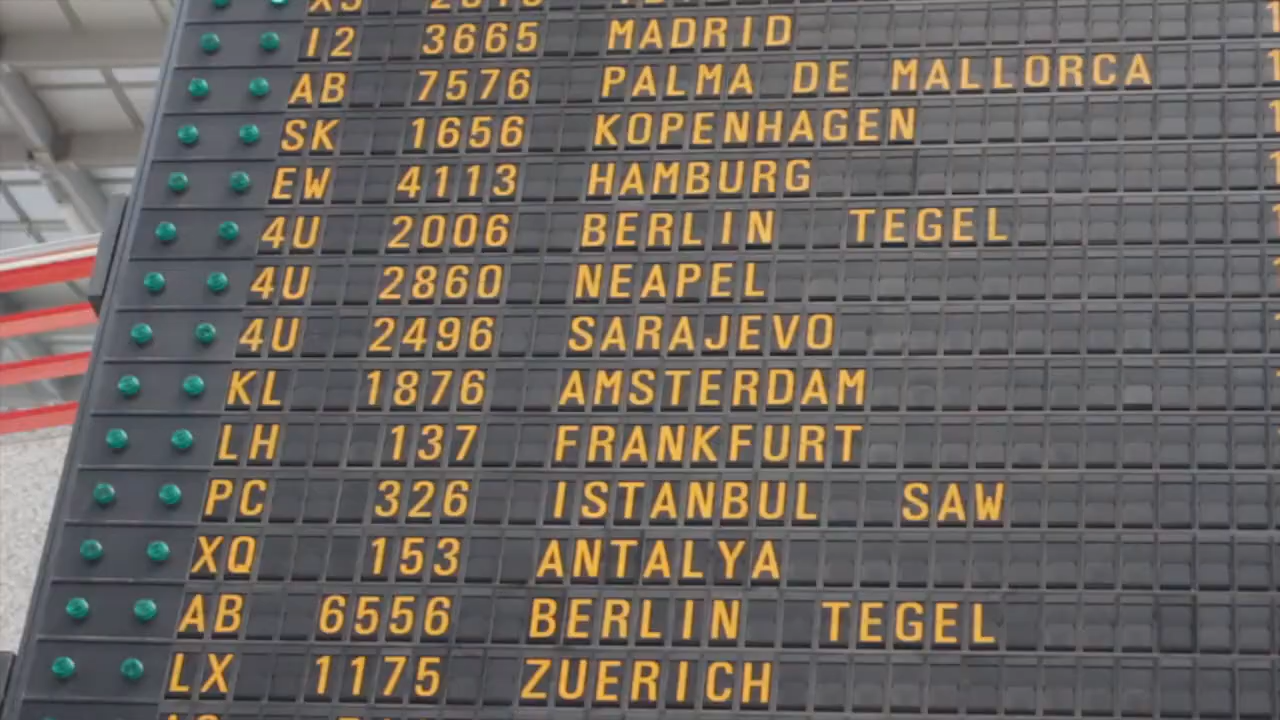 I2 3665 MADRID
AB 7576 PALMA DE MALLORCA
SK 1656 KOPENHAGEN
EW 4113 HAMBURG
4U 2006 BERLIN TEGEL
4U 2860 NEAPEL
4U 2496 SARAJEVO
KL 1876 AMSTERDAM
LH 137 FRANKFURT
PC 326 ISTANBUL SAW
XQ 153 ANTALYA
AB 6556 BERLIN TEGEL
LX 1175 ZUERICH